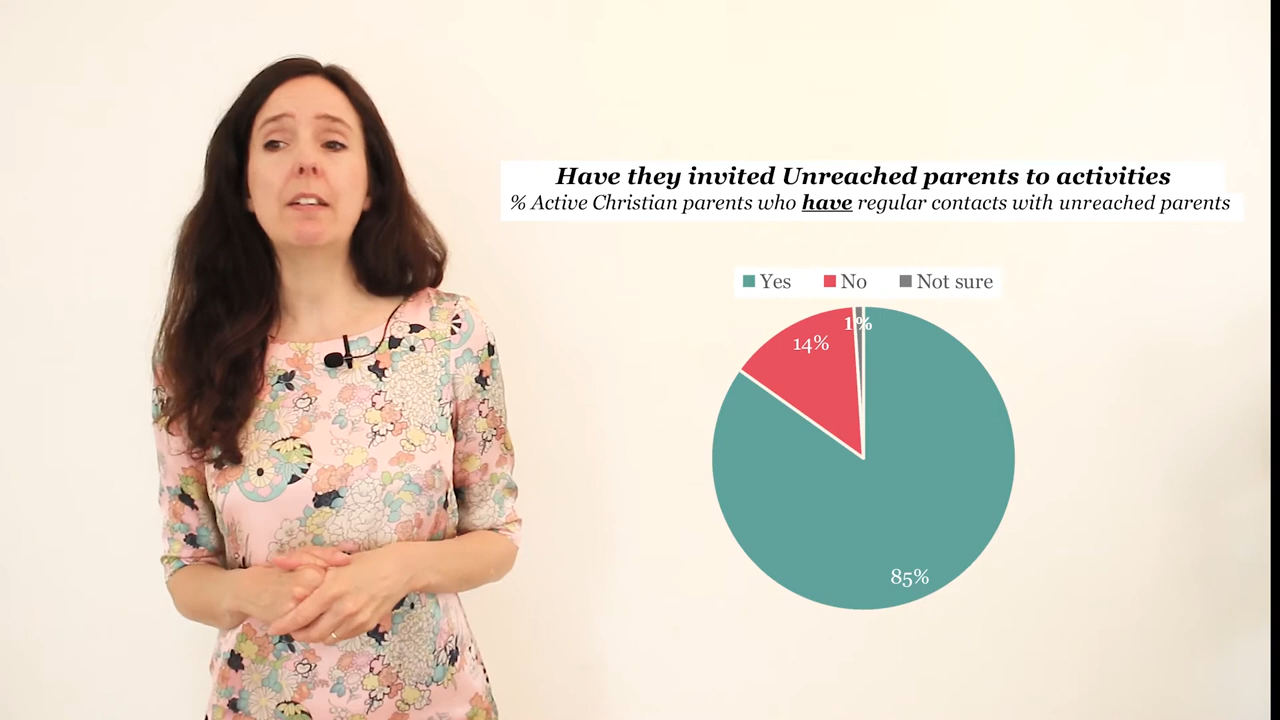 Have they invited Unreached parents to activities
% Active Christian parents who have regular contacts with unreached parents
Yes No Not sure
1%
14%
85%